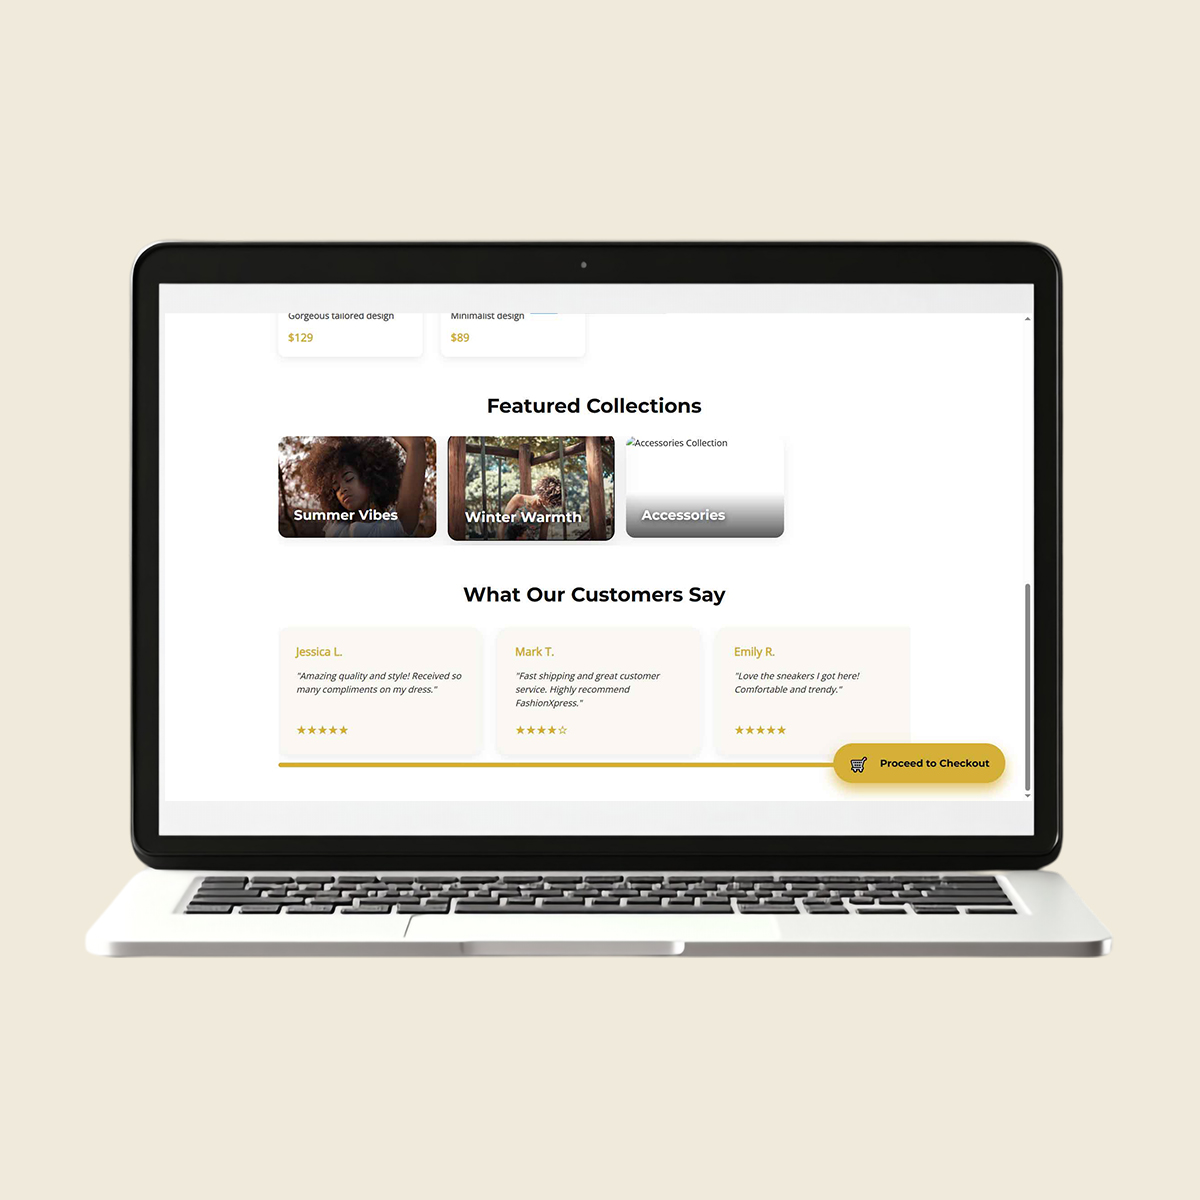 Gorgeous tailored design
Minimalist design
$129
$89
Featured Collections
Accessories Collection
Summer Vibes
Winter Warmth
Accessories
What Our Customers Say
Jessica L.
"Amazing quality and style! Received so
many compliments on my dress."
★★★★★
Mark T.
"Fast shipping and great customer
service. Highly recommend
FashionXpress."
★★★★☆
Emily R.
"Love the sneakers I got here!
Comfortable and trendy."
★★★★★
Proceed to Checkout